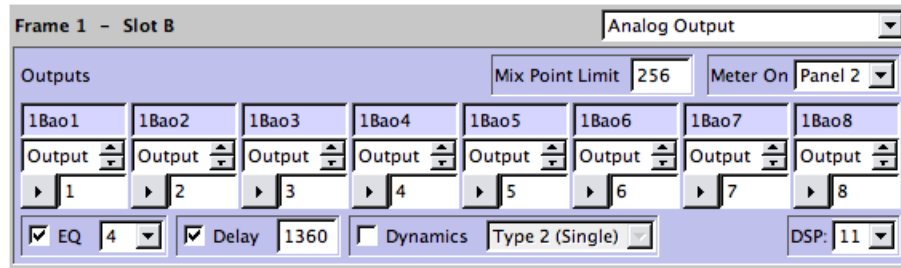 Frame 1 – Slot B Analog Output
Outputs Mix Point Limit 256 Meter On Panel 2
1Bao1 1Bao2 1Bao3 1Bao4 1Bao5 1Bao6 1Bao7 1Bao8
Output Output Output Output Output Output Output Output
1 2 3 4 5 6 7 8
EQ 4 Delay 1360 Dynamics Type 2 (Single) DSP: 11